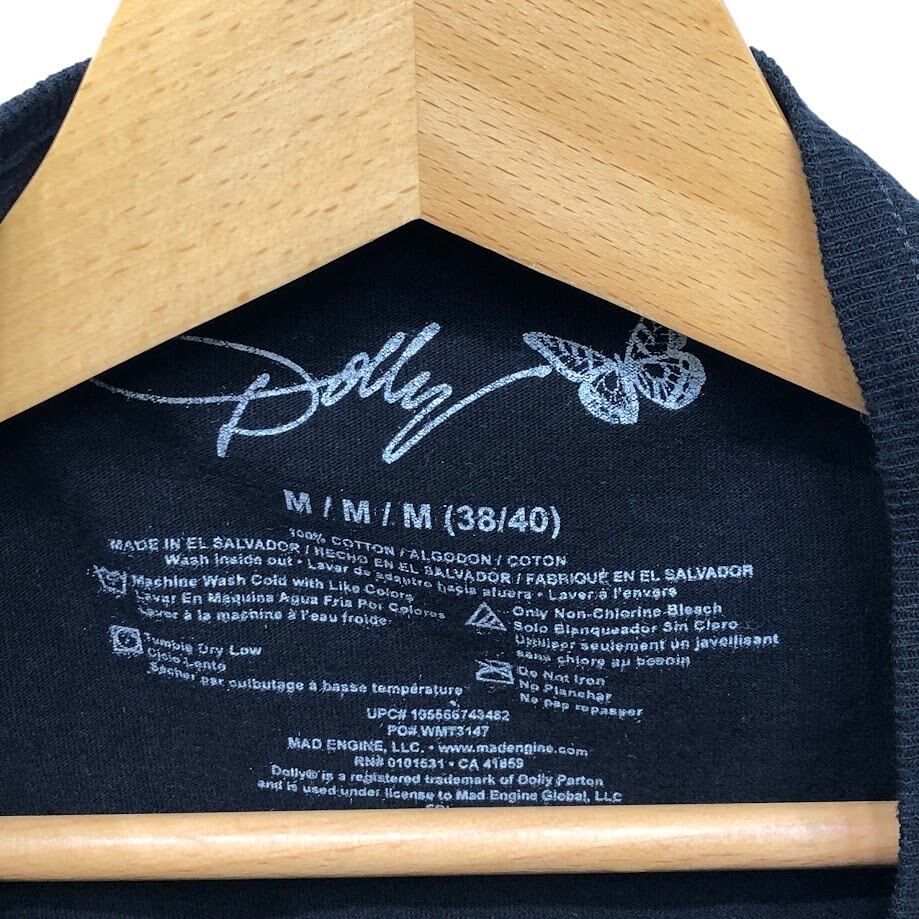 Dolly
M / M / M (38/40)
100% COTTON / ALGODON / COTON
MADE IN EL SALVADOR / HECHO EN EL SALVADOR / FABRIQUÉ EN EL SALVADOR
Wash inside out • Lavar de adentro hacia afuera • Laver à l'envers
Machine Wash Cold with Like Colors
Lavar En Maquina Agua Fria Por Colores
Laver à la machine à l'eau froide
Tumble Dry Low
Ciclo Lento
Sécher par culbutage à basse température
Only Non-Chlorine Bleach
Solo Blanqueador Sin Cloro
Utiliser seulement un javellisant
sans chlore au besoin
Do Not Iron
No Planchar
Ne pas repasser
UPC# 195566743482
PO# WMT3147
MAD ENGINE, LLC. • www.madengine.com
RN# 0101531 • CA 41859
Dolly® is a registered trademark of Dolly Parton
and is used under license to Mad Engine Global, LLC